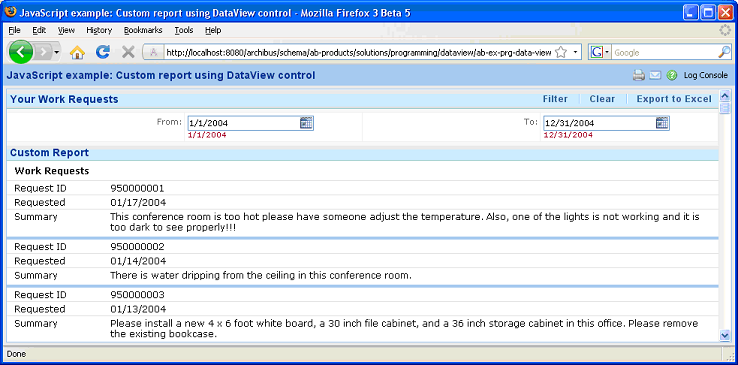 JavaScript example: Custom report using DataView control - Mozilla Firefox 3 Beta 5
File Edit View History Bookmarks Tools Help
http://localhost:8080/archibus/schema/ab-products/solutions/programming/dataview/ab-ex-prg-data-view
Google
JavaScript example: Custom report using DataView control
Log Console
Your Work Requests
Filter Clear Export to Excel
From: 1/1/2004 To: 12/31/2004
1/1/2004 12/31/2004
Custom Report
Work Requests
Request ID 950000001
Requested 01/17/2004
Summary This conference room is too hot please have someone adjust the temperature. Also, one of the lights is not working and it is
too dark to see properly!!!
Request ID 950000002
Requested 01/14/2004
Summary There is water dripping from the ceiling in this conference room.
Request ID 950000003
Requested 01/13/2004
Summary Please install a new 4 x 6 foot white board, a 30 inch file cabinet, and a 36 inch storage cabinet in this office. Please remove
the existing bookcase.
Done